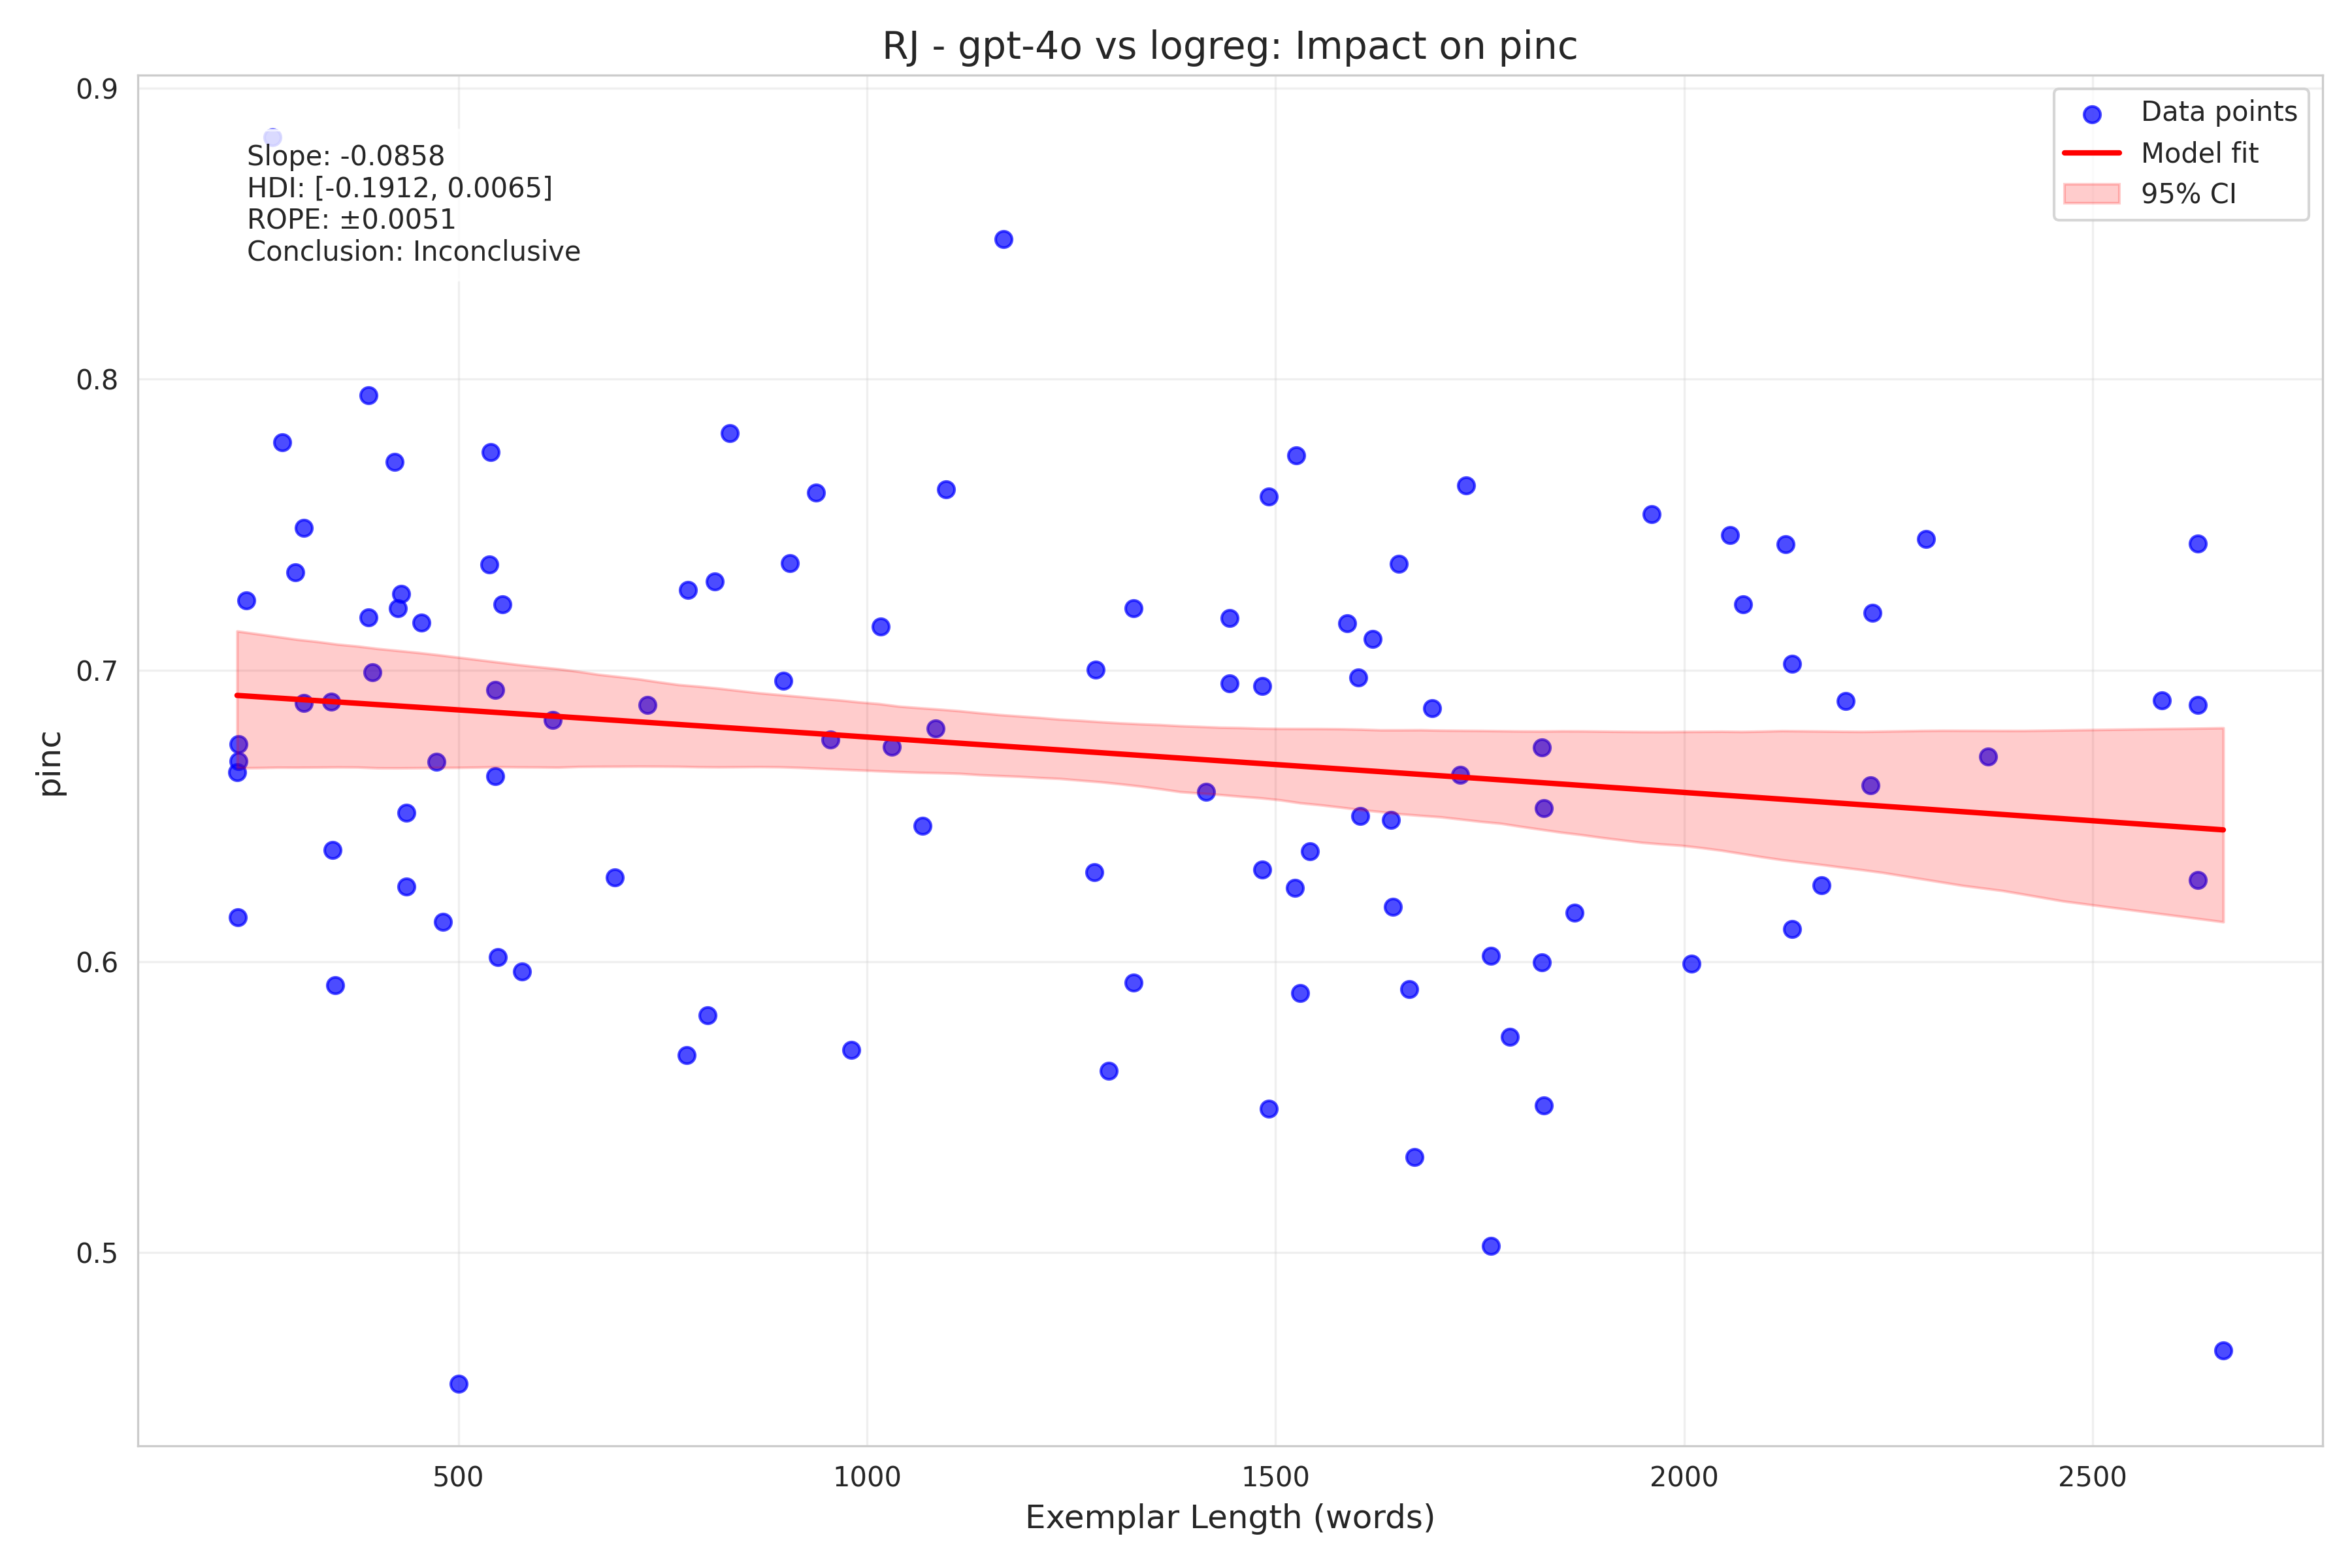 RJ - gpt-4o vs logreg: Impact on pinc
0.9
0.8
0.7
0.6
0.5
pinc
Slope: -0.0858
HDI: [-0.1912, 0.0065]
ROPE: ±0.0051
Conclusion: Inconclusive
Data points
Model fit
95% CI
500
1000
1500
2000
2500
Exemplar Length (words)